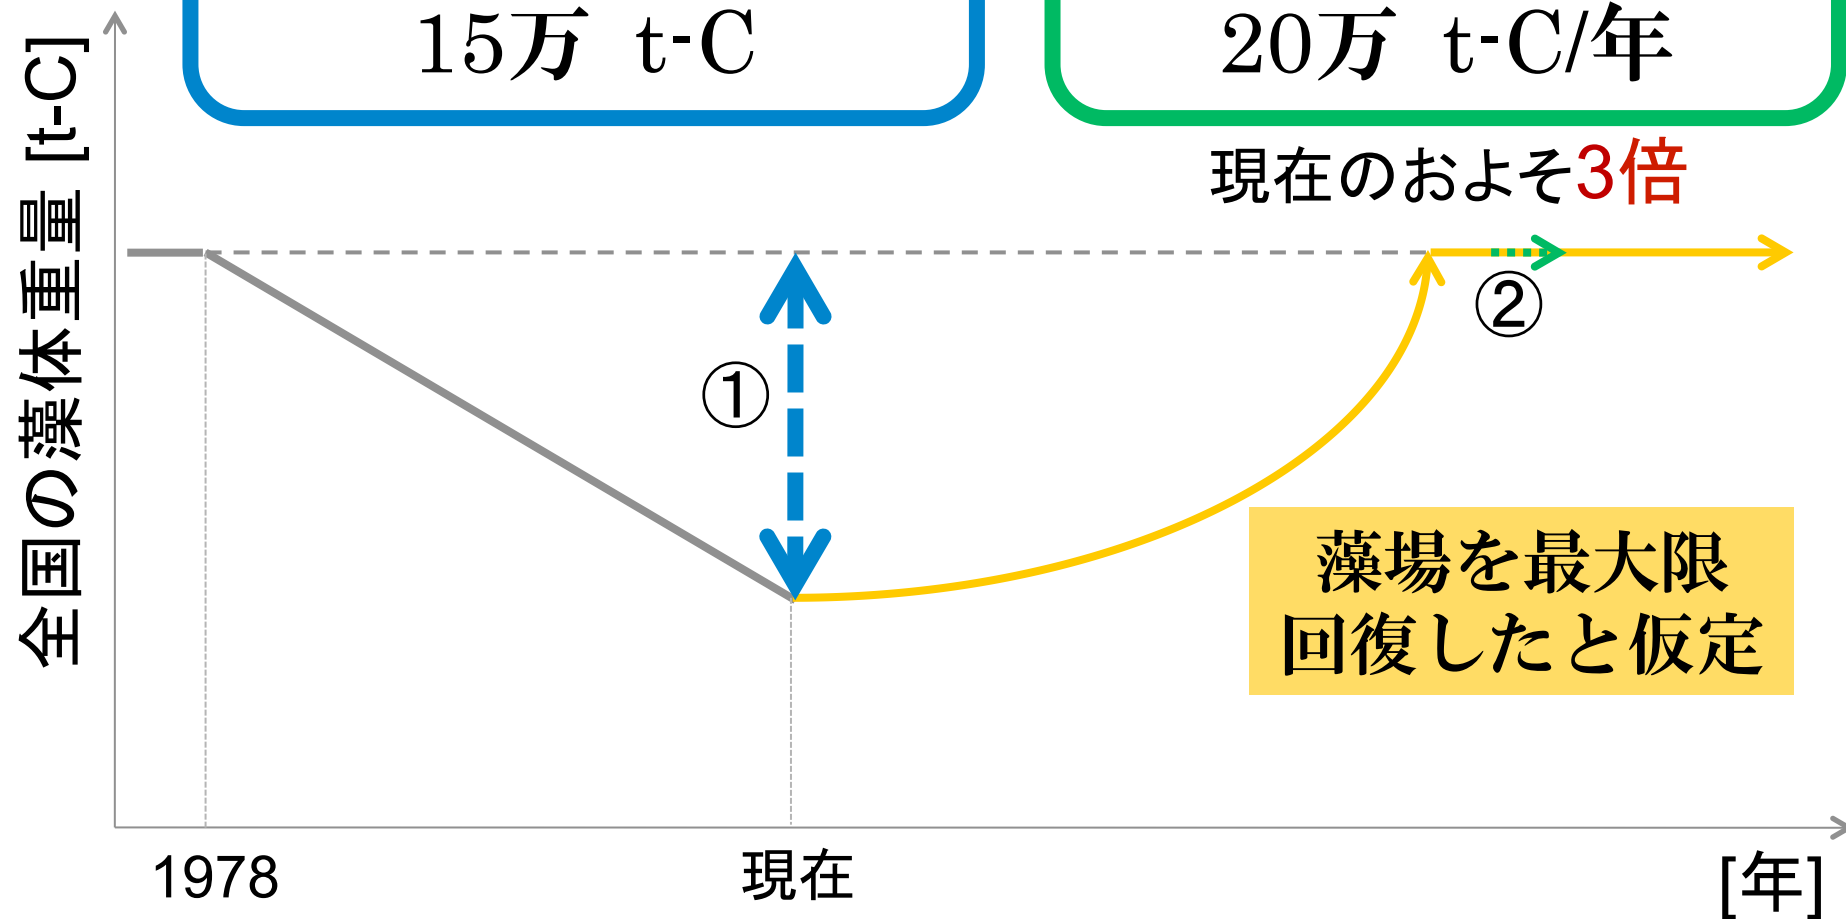 15万 t-C
20万 t-C/年
現在のおよそ3倍
全国の藻体重量 [t-C]
①
②
藻場を最大限
回復したと仮定
1978
現在
[年]